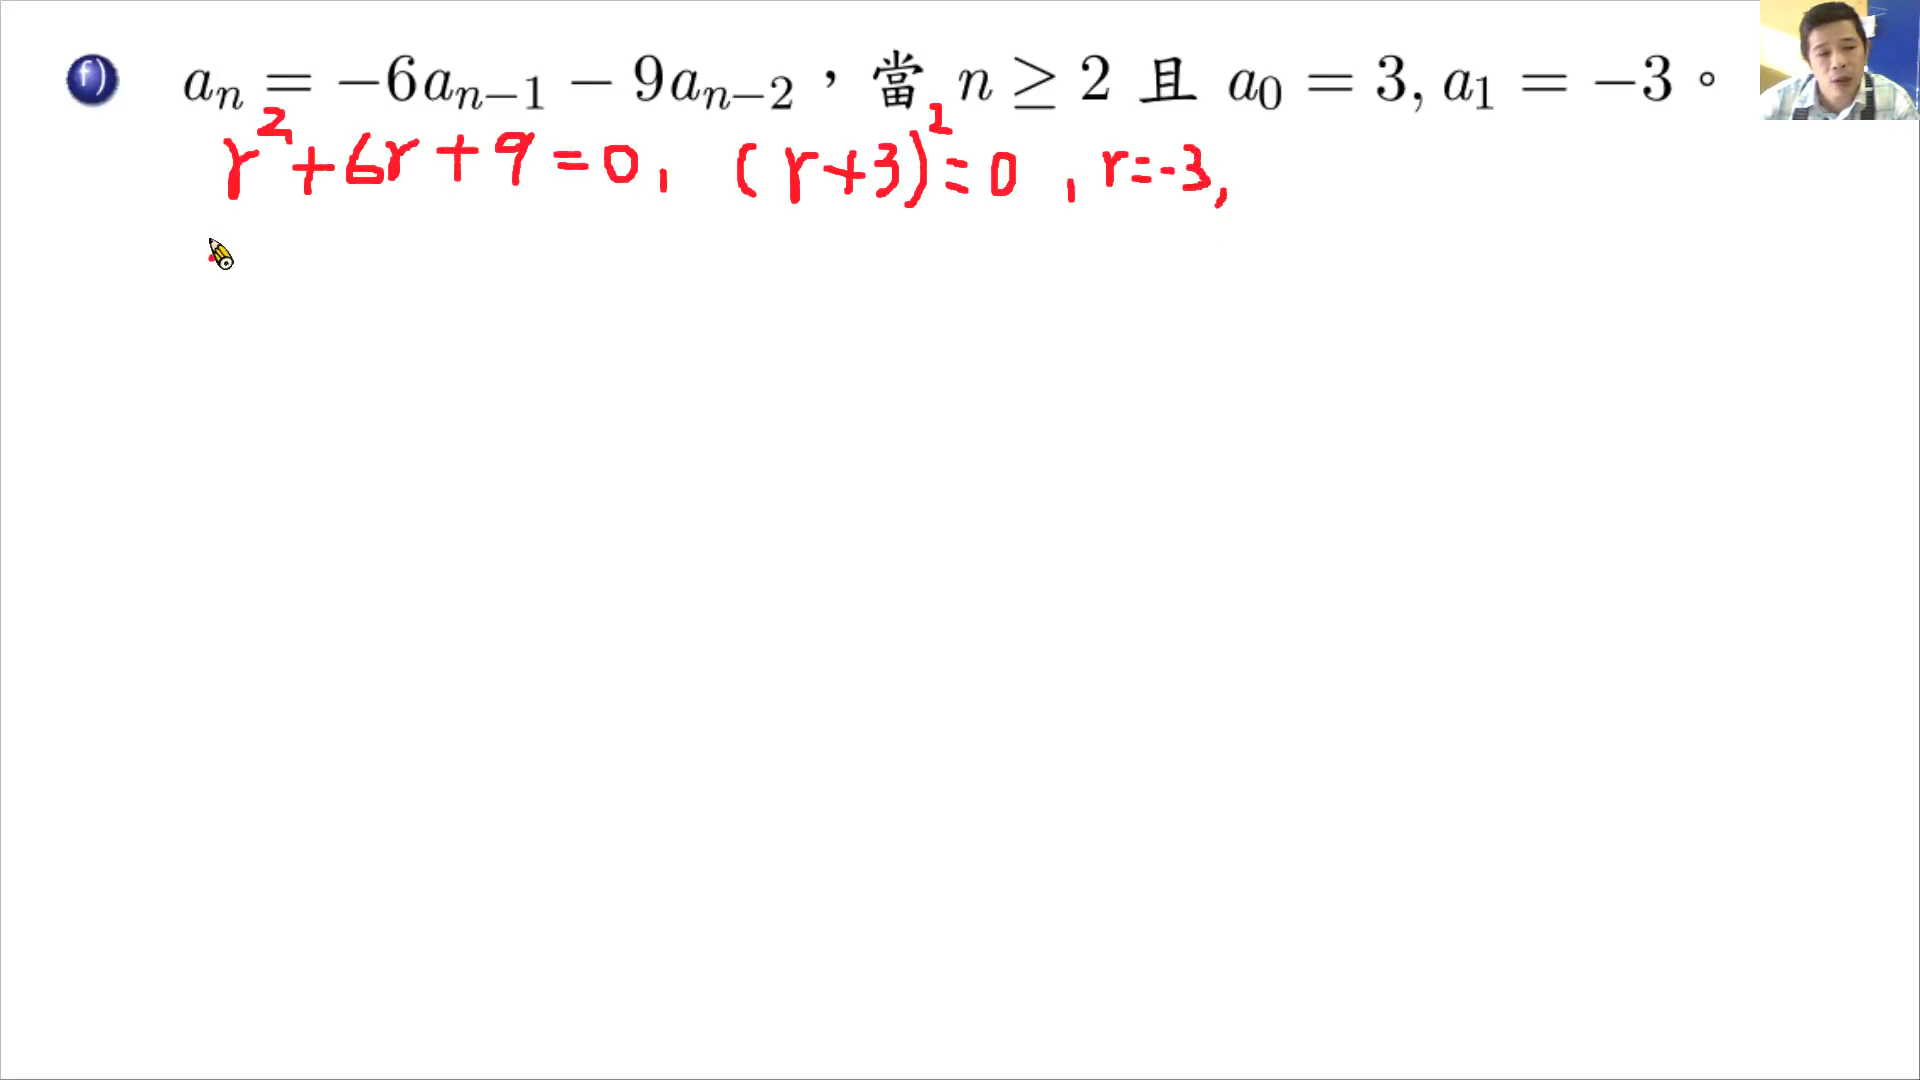 f) aₙ = −6aₙ₋₁ − 9aₙ₋₂，當 n ≥ 2 且 a₀ = 3, a₁ = −3。
r²+6r+9=0, (r+3)²=0, r=-3,